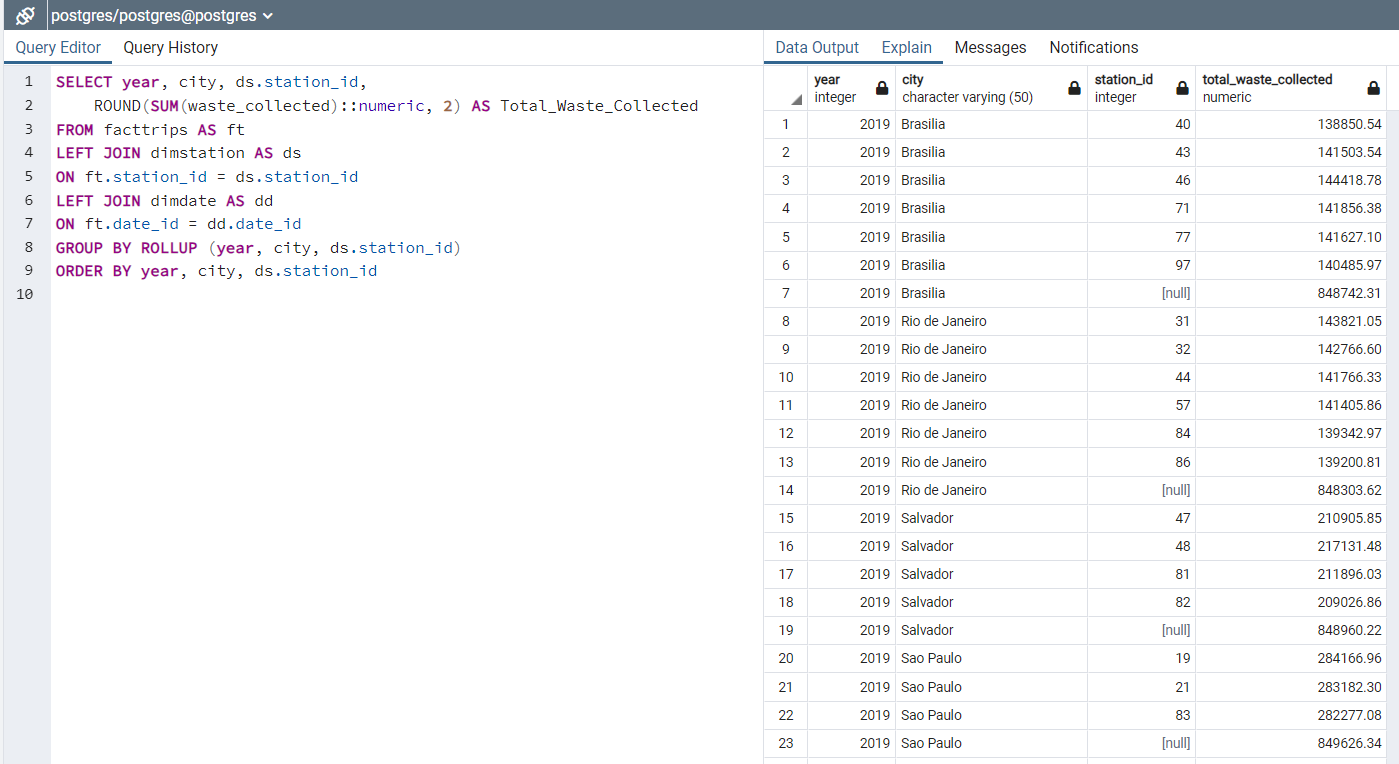 postgres/postgres@postgres
Query Editor Query History
1 SELECT year, city, ds.station_id,
2 ROUND(SUM(waste_collected)::numeric, 2) AS Total_Waste_Collected
3 FROM facttrips AS ft
4 LEFT JOIN dimstation AS ds
5 ON ft.station_id = ds.station_id
6 LEFT JOIN dimdate AS dd
7 ON ft.date_id = dd.date_id
8 GROUP BY ROLLUP (year, city, ds.station_id)
9 ORDER BY year, city, ds.station_id
10
Data Output Explain Messages Notifications
year city station_id total_waste_collected
integer character varying (50) integer numeric
1 2019 Brasilia 40 138850.54
2 2019 Brasilia 43 141503.54
3 2019 Brasilia 46 144418.78
4 2019 Brasilia 71 141856.38
5 2019 Brasilia 77 141627.10
6 2019 Brasilia 97 140485.97
7 2019 Brasilia [null] 848742.31
8 2019 Rio de Janeiro 31 143821.05
9 2019 Rio de Janeiro 32 142766.60
10 2019 Rio de Janeiro 44 141766.33
11 2019 Rio de Janeiro 57 141405.86
12 2019 Rio de Janeiro 84 139342.97
13 2019 Rio de Janeiro 86 139200.81
14 2019 Rio de Janeiro [null] 848303.62
15 2019 Salvador 47 210905.85
16 2019 Salvador 48 217131.48
17 2019 Salvador 81 211896.03
18 2019 Salvador 82 209026.86
19 2019 Salvador [null] 848960.22
20 2019 Sao Paulo 19 284166.96
21 2019 Sao Paulo 21 283182.30
22 2019 Sao Paulo 83 282277.08
23 2019 Sao Paulo [null] 849626.34